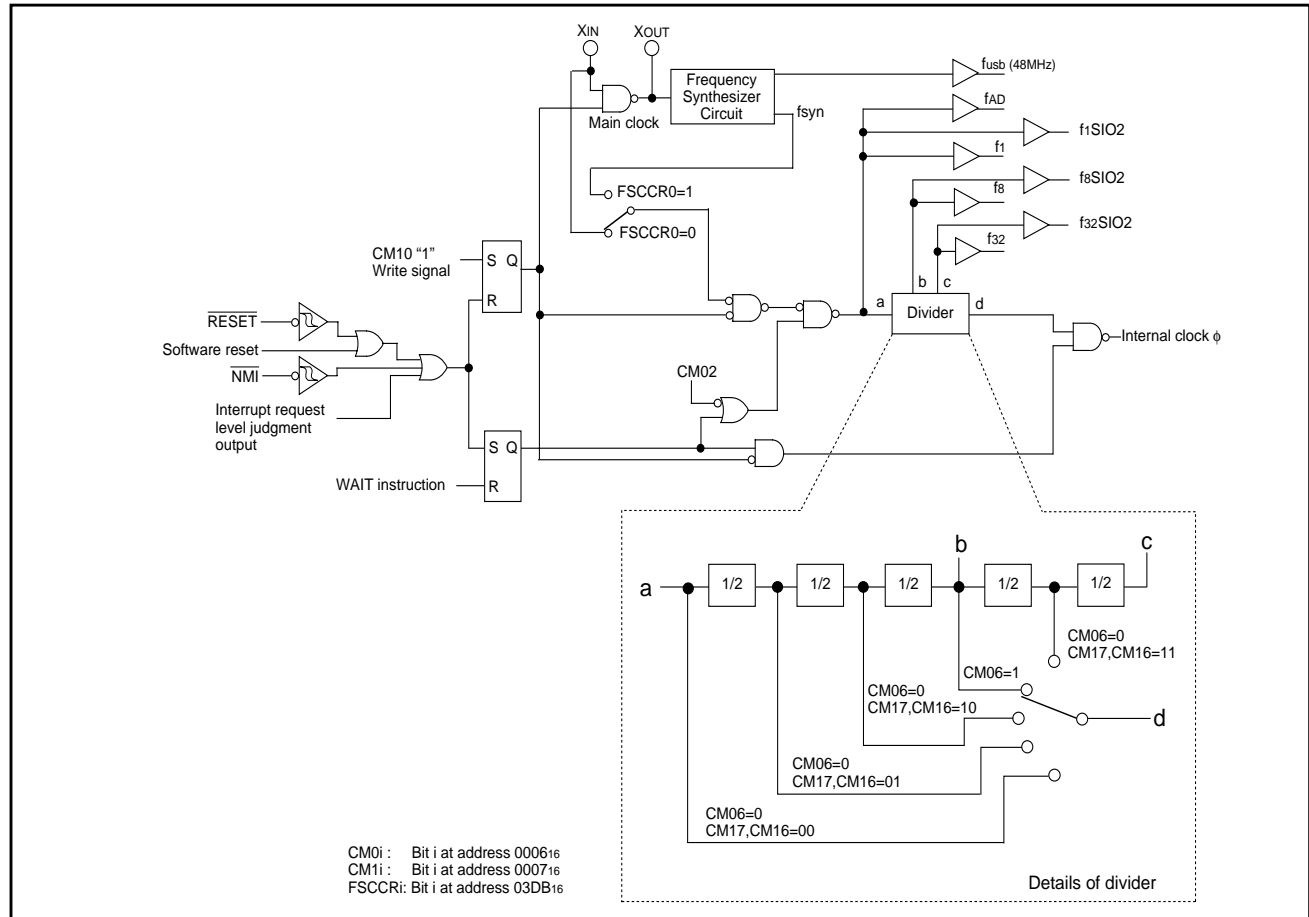 XIN
XOUT
Frequency
Synthesizer
Circuit
fusb (48MHz)
fAD
fsyn
Main clock
f1SIO2
f1
f8SIO2
f8
f32SIO2
f32
FSCCR0=1
FSCCR0=0
CM10 “1”
Write signal
S Q
R
b
c
a
Divider
d
RESET
Software reset
NMI
Interrupt request
level judgment
output
CM02
Internal clock ϕ
S Q
R
WAIT instruction
a
1/2
1/2
1/2
b
1/2
1/2
c
CM06=0
CM17,CM16=11
CM06=1
CM06=0
CM17,CM16=10
d
CM06=0
CM17,CM16=01
CM06=0
CM17,CM16=00
Details of divider
CM0i : Bit i at address 000616
CM1i : Bit i at address 000716
FSCCRi: Bit i at address 03DB16